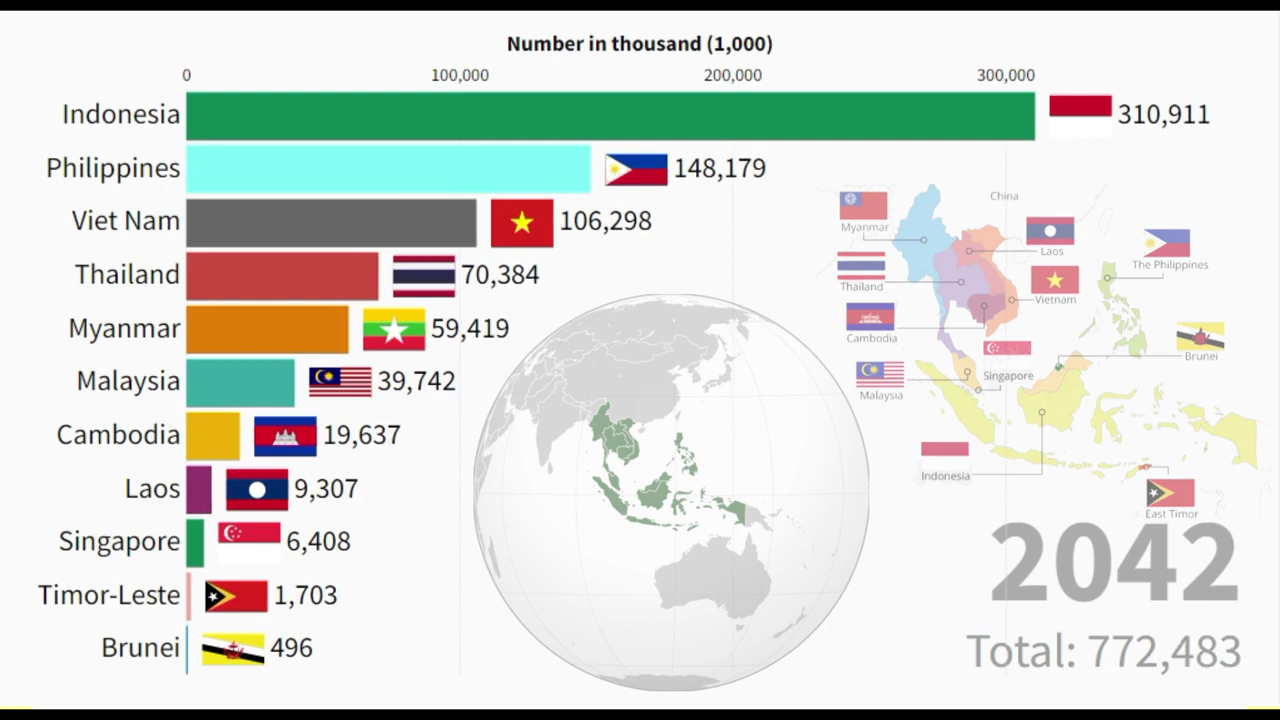 Number in thousand (1,000)
0 100,000 200,000 300,000
Indonesia 310,911
Philippines 148,179
Viet Nam 106,298
Thailand 70,384
Myanmar 59,419
Malaysia 39,742
Cambodia 19,637
Laos 9,307
Singapore 6,408
Timor-Leste 1,703
Brunei 496
China
Myanmar
Laos
The Philippines
Thailand
Vietnam
Cambodia
Brunei
Singapore
Malaysia
Indonesia
East Timor
2042
Total: 772,483